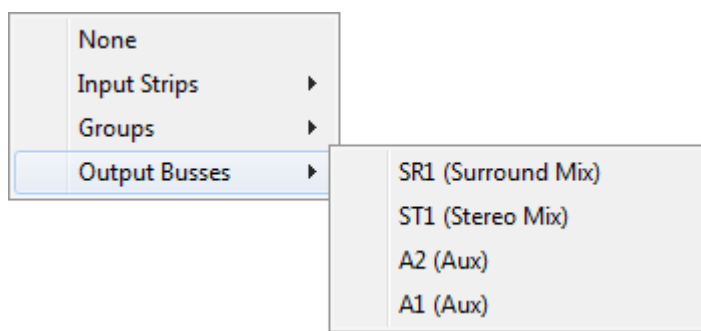 None
Input Strips
Groups
Output Busses
SR1 (Surround Mix)
ST1 (Stereo Mix)
A2 (Aux)
A1 (Aux)